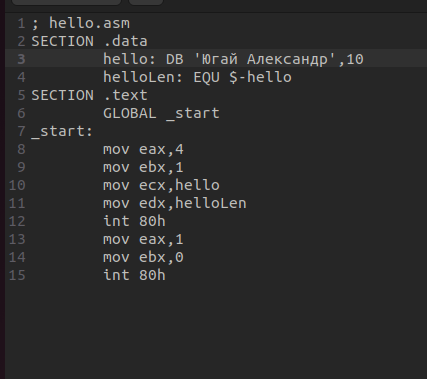 1 ; hello.asm
2 SECTION .data
3 hello: DB 'Югай Александр',10
4 helloLen: EQU $-hello
5 SECTION .text
6 GLOBAL _start
7 _start:
8 mov eax,4
9 mov ebx,1
10 mov ecx,hello
11 mov edx,helloLen
12 int 80h
13 mov eax,1
14 mov ebx,0
15 int 80h